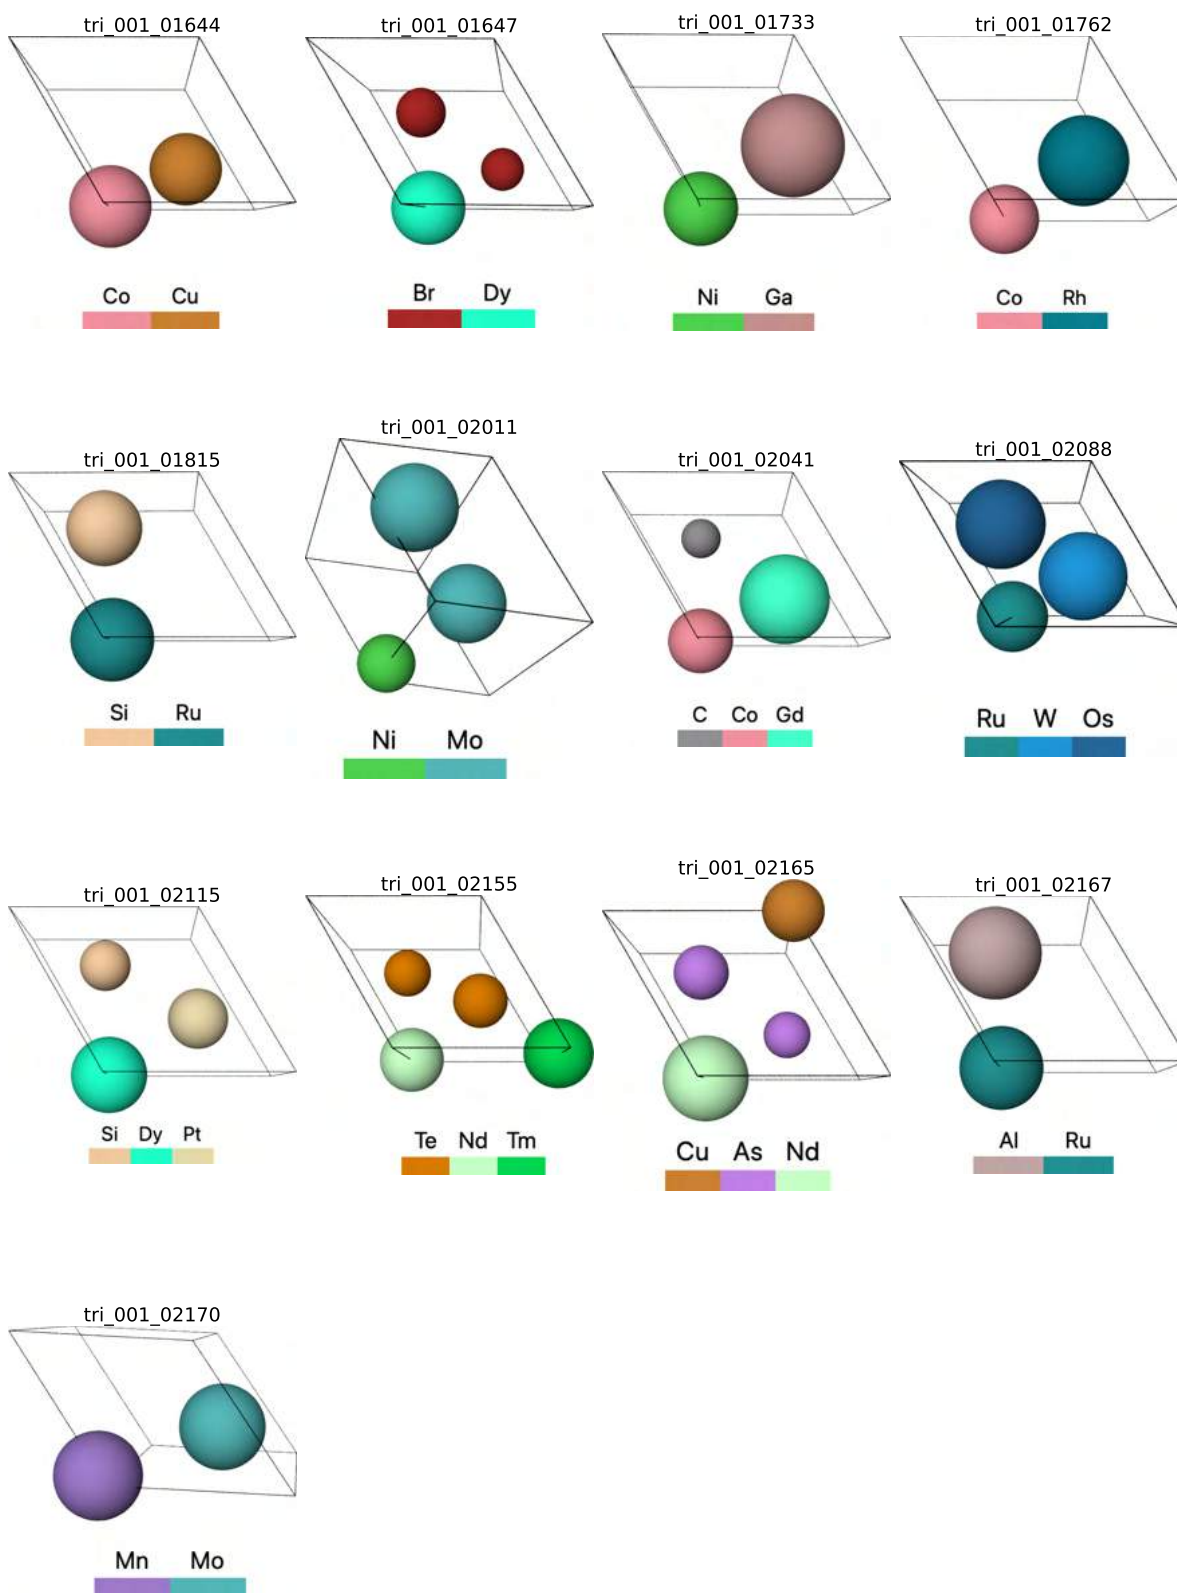 tri_001_01644
tri_001_01647
tri_001_01733
tri_001_01762
Co Cu
Br Dy
Ni Ga
Co Rh
tri_001_01815
tri_001_02011
tri_001_02041
tri_001_02088
Si Ru
Ni Mo
C Co Gd
Ru W Os
tri_001_02115
tri_001_02155
tri_001_02165
tri_001_02167
Si Dy Pt
Te Nd Tm
Cu As Nd
Al Ru
tri_001_02170
Mn Mo